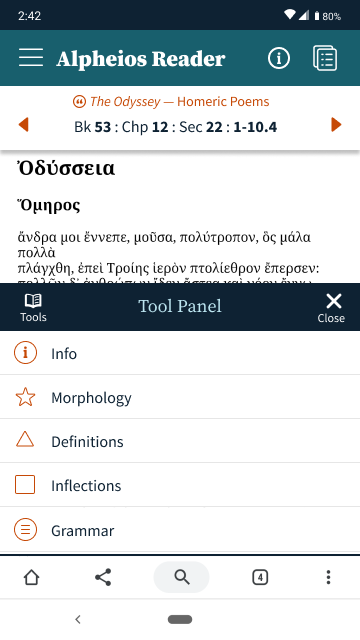 2:42
80%
Alpheios Reader
The Odyssey — Homeric Poems
Bk 53 : Chp 12 : Sec 22 : 1-10.4
Ὀδύσσεια
Ὅμηρος
ἄνδρα μοι ἔννεπε, μοῦσα, πολύτροπον, ὃς μάλα
πολλὰ
πλάγχθη, ἐπεὶ Τροίης ἱερὸν πτολίεθρον ἔπερσεν:
Tools
Tool Panel
Close
Info
Morphology
Definitions
Inflections
Grammar
4